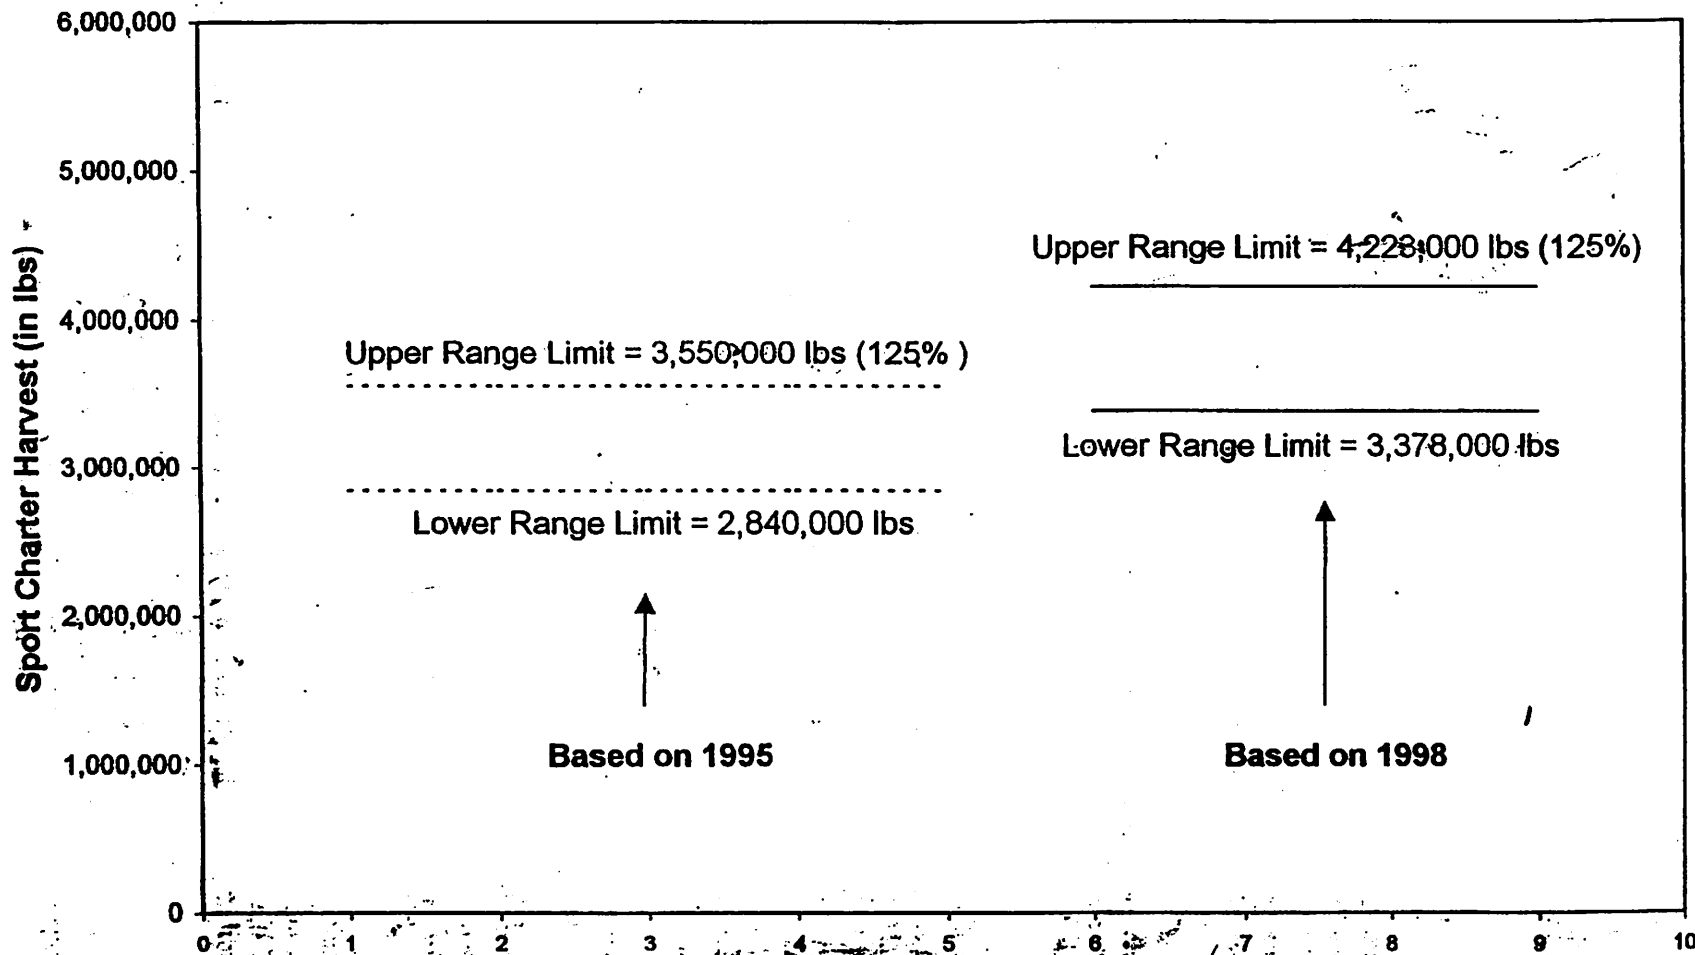 6,000,000
5,000,000
Upper Range Limit = 4,223,000 lbs (125%)
4,000,000
Upper Range Limit = 3,550,000 lbs (125% )
Lower Range Limit = 3,378,000 lbs
3,000,000
Lower Range Limit = 2,840,000 lbs
2,000,000
Based on 1995
Based on 1998
1,000,000
0
0 1 2 3 4 5 6 7 8 9 10
Sport Charter Harvest (in lbs)